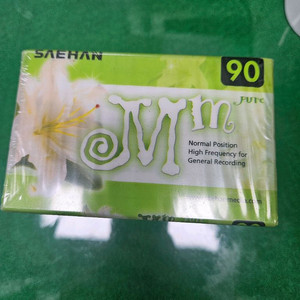 SAEHAN
90
Mm
Normal Position
High Frequency for
General Recording